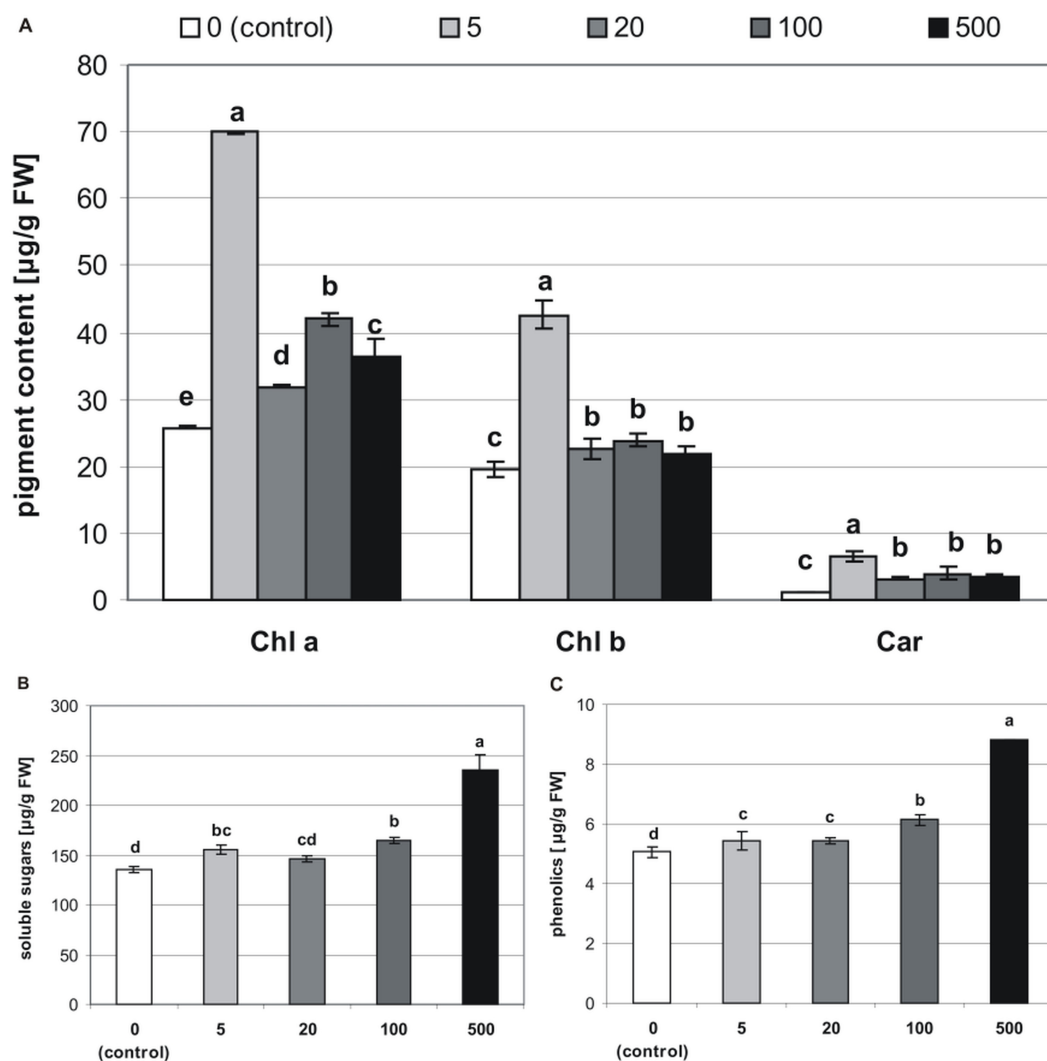 A
0 (control) 5 20 100 500
pigment content [µg/g FW]
80
70
60
50
40
30
20
10
0
e a d b c
c a b b b
c a b b b
Chl a Chl b Car
B
soluble sugars [µg/g FW]
300
250
200
150
100
50
0
d bc cd b a
0 5 20 100 500
(control)
C
phenolics [ µg/g FW]
10
8
6
4
2
0
d c c b a
0 5 20 100 500
(control)